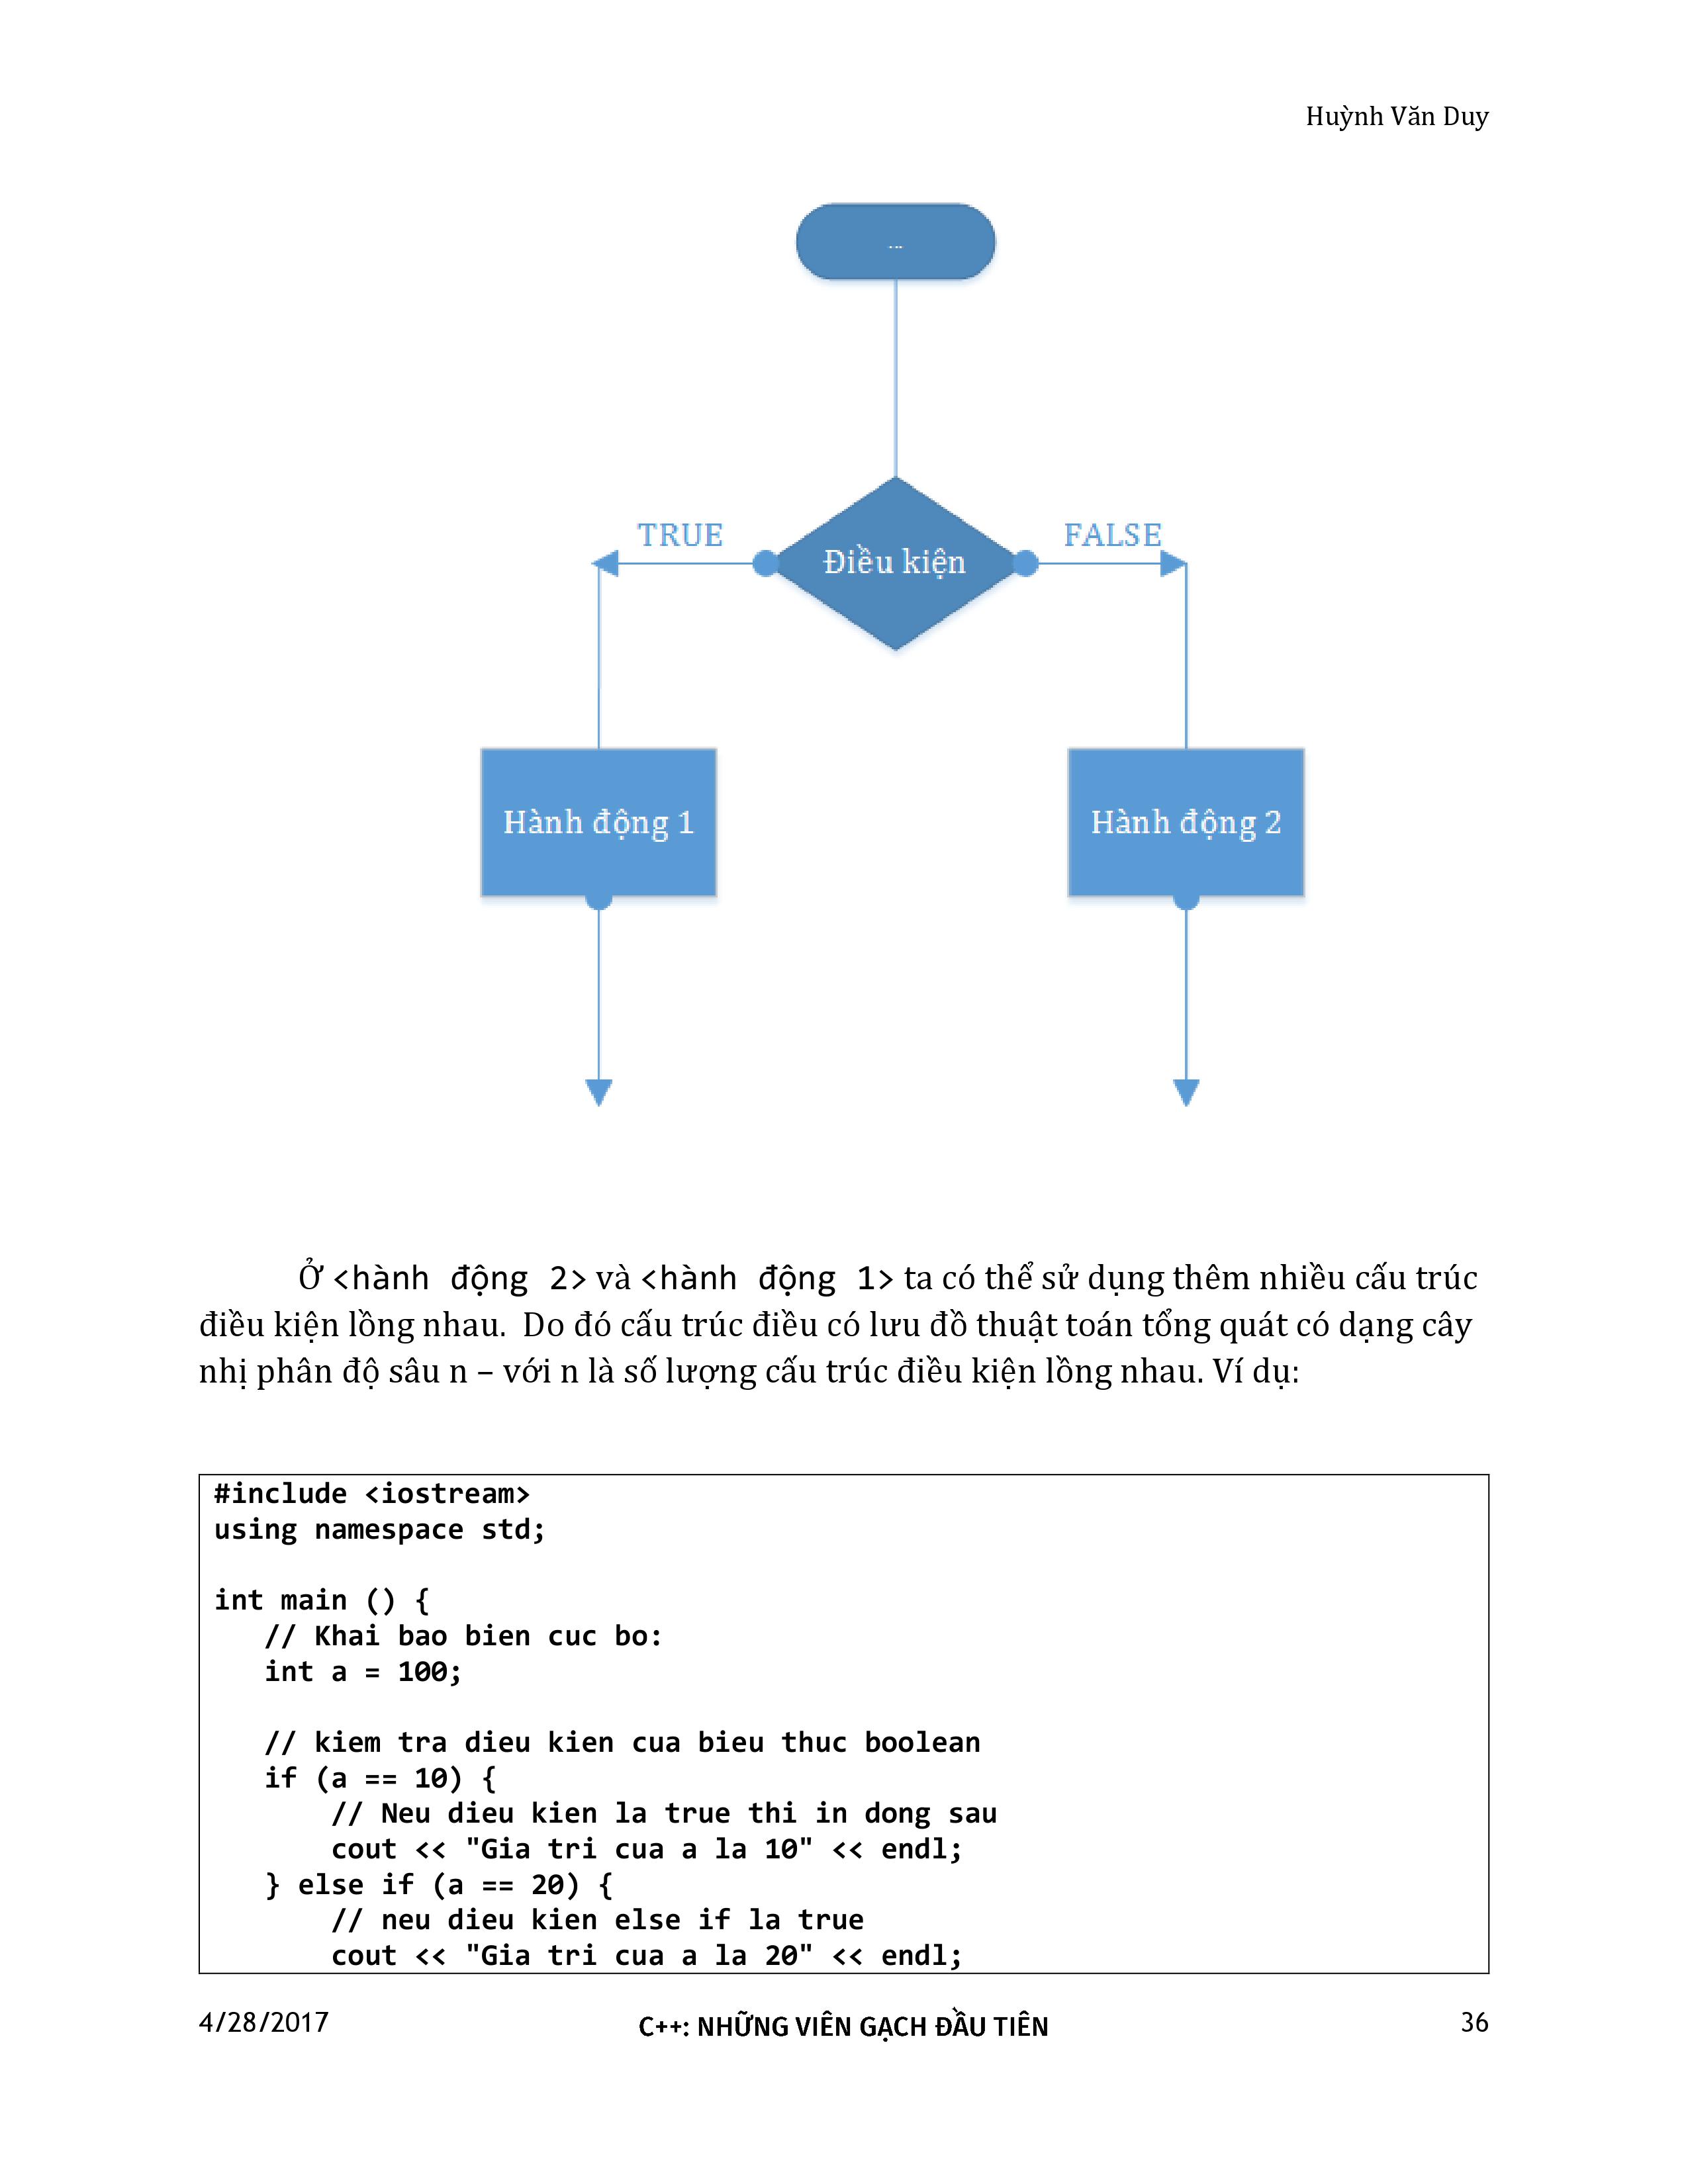 Huỳnh Văn Duy
...
TRUE
FALSE
Điều kiện
Hành động 1
Hành động 2
Ở <hành động 2> và <hành động 1> ta có thể sử dụng thêm nhiều cấu trúc
điều kiện lồng nhau.  Do đó cấu trúc điều có lưu đồ thuật toán tổng quát có dạng cây
nhị phân độ sâu n – với n là số lượng cấu trúc điều kiện lồng nhau. Ví dụ:
#include <iostream>
using namespace std;
int main () {
   // Khai bao bien cuc bo:
   int a = 100;
   // kiem tra dieu kien cua bieu thuc boolean
   if (a == 10) {
       // Neu dieu kien la true thi in dong sau
       cout << "Gia tri cua a la 10" << endl;
   } else if (a == 20) {
       // neu dieu kien else if la true
       cout << "Gia tri cua a la 20" << endl;
4/28/2017
C++: NHỮNG VIÊN GẠCH ĐẦU TIÊN
36